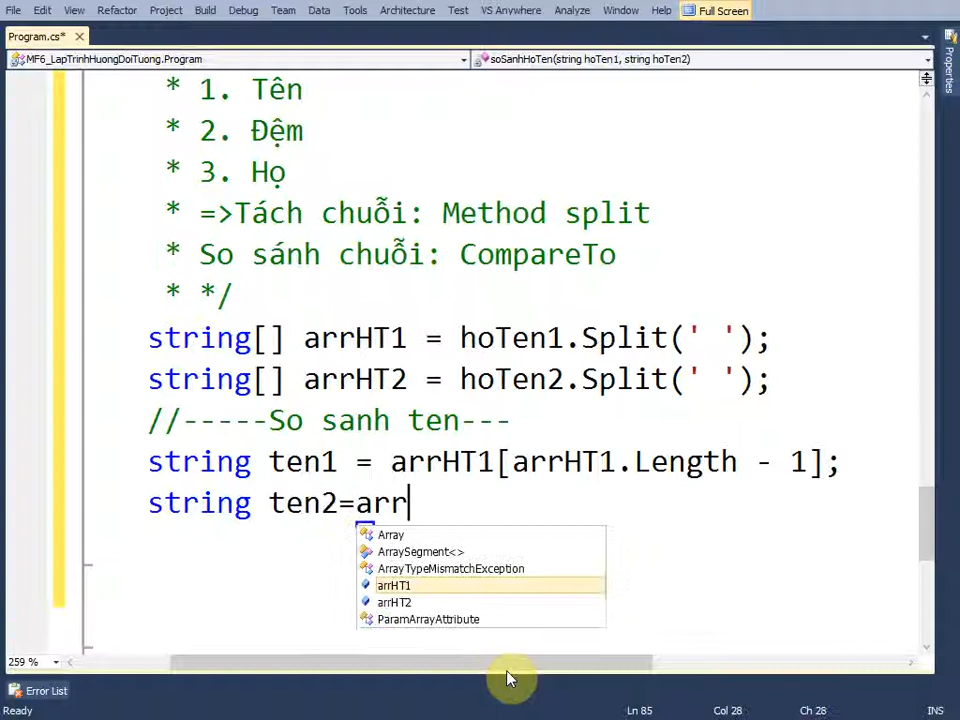 File Edit View Refactor Project Build Debug Team Data Tools Architecture Test VS Anywhere Analyze Window Help Full Screen
Program.cs*
MF6_LapTrinhHuongDoiTuong.Program soSanhHoTen(string hoTen1, string hoTen2)
Properties
* 1. Tên
* 2. Đệm
* 3. Họ
* =>Tách chuỗi: Method split
* So sánh chuỗi: CompareTo
* */
string[] arrHT1 = hoTen1.Split(' ');
string[] arrHT2 = hoTen2.Split(' ');
//-----So sanh ten---
string ten1 = arrHT1[arrHT1.Length - 1];
string ten2=arr
Array
ArraySegment<>
ArrayTypeMismatchException
arrHT1
arrHT2
ParamArrayAttribute
259 %
Error List
Ready Ln 85 Col 28 Ch 28 INS